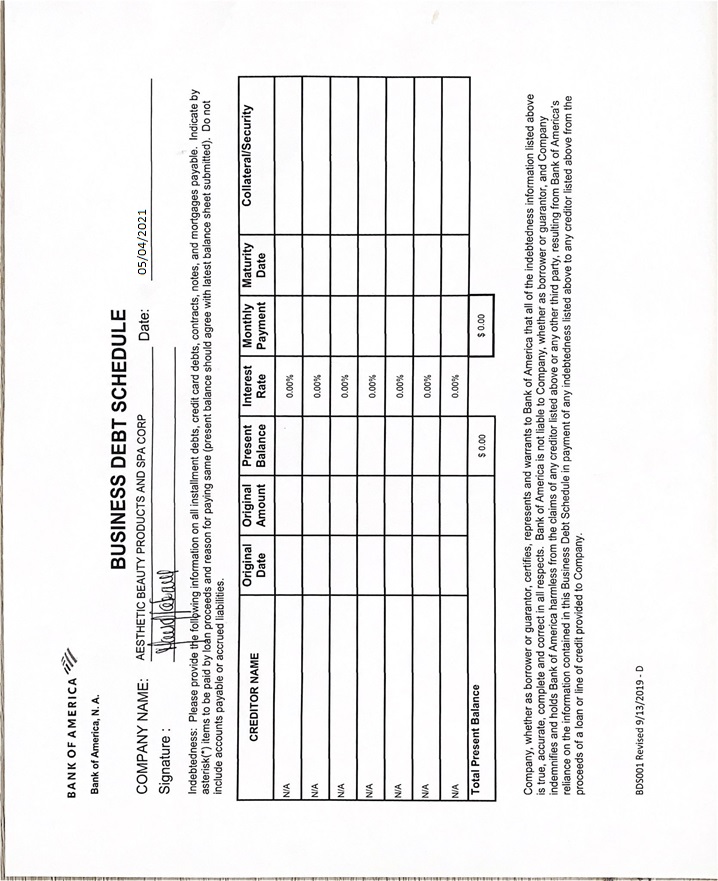 BANK OF AMERICA
Bank of America, N. A.
BUSINESS DEBT SCHEDULE
COMPANY NAME: AESTHETIC BEAUTY PRODUCTS AND SPA CORP Date: 05/04/2021
Signature :
Indebtedness: Please provide the following information on all installment debts, credit card debts, contracts, notes, and mortgages payable. Indicate by
asterisk(*) items to be paid by loan proceeds and reason for paying same (present balance should agree with latest balance sheet submitted). Do not
include accounts payable or accrued liabilities.
CREDITOR NAME Original Date Original Amount Present Balance Interest Rate Monthly Payment Maturity Date Collateral/Security
N/A 0.00%
N/A 0.00%
N/A 0.00%
N/A 0.00%
N/A 0.00%
N/A 0.00%
N/A 0.00%
Total Present Balance $ 0.00 $ 0.00
Company, whether as borrower or guarantor, certifies, represents and warrants to Bank of America that all of the indebtedness information listed above
is true, accurate, complete and correct in all respects. Bank of America is not liable to Company, whether as borrower or guarantor, and Company
indemnifies and holds Bank of America harmless from the claims of any creditor listed above or any other third party, resulting from Bank of America's
reliance on the information contained in this Business Debt Schedule in payment of any indebtedness listed above to any creditor listed above from the
proceeds of a loan or line of credit provided to Company.
BDS001 Revised 9/13/2019 - D